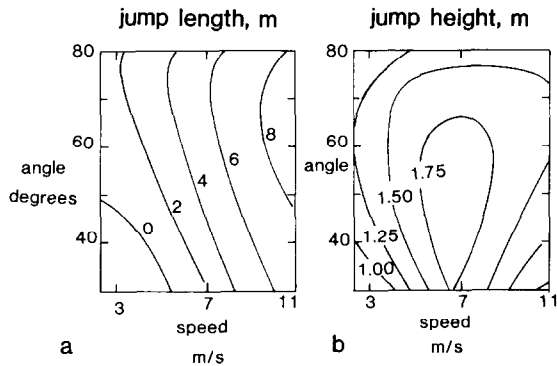 jump length, m
80
60
angle
degrees
40
0
2
4
6
8
3
7
11
speed
m/s
a
jump height, m
80
60
angle
40
1.75
1.50
1.25
1.00
3
7
11
speed
m/s
b